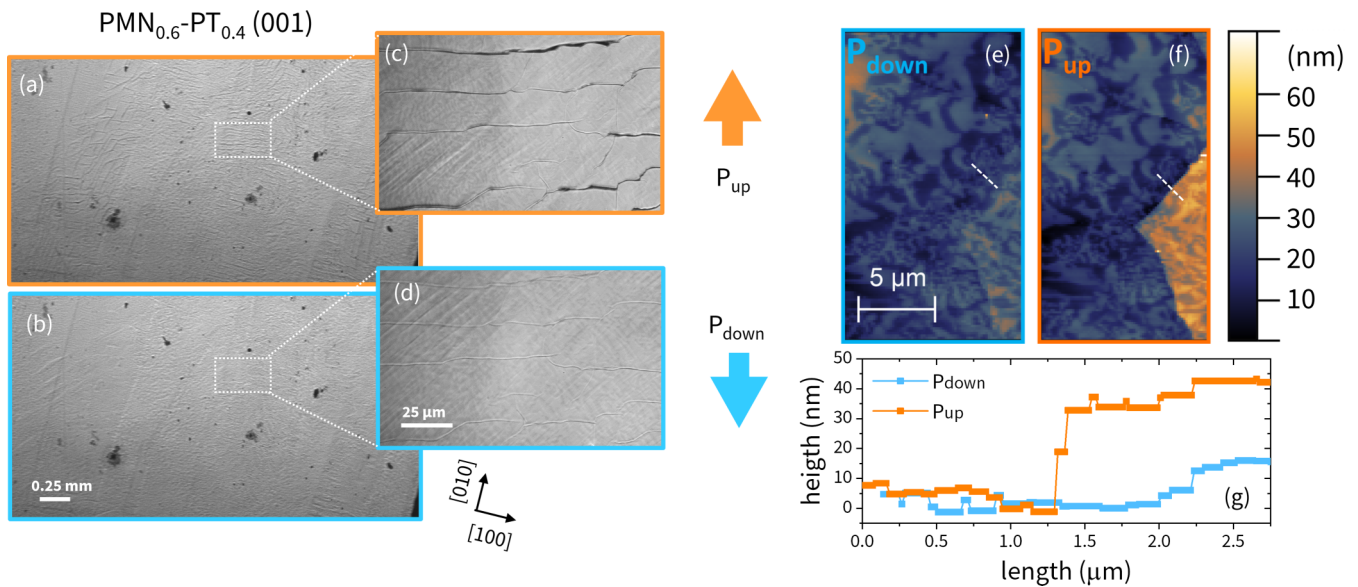 PMN0.6-PT0.4 (001)
(a)
(c)
(b)
0.25 mm
(d)
25 µm
[010]
[100]
Pup
Pdown
Pdown
(e)
5 µm
Pup
(f)
(nm)
60
50
40
30
20
10
50
40
30
20
10
0
heigth (nm)
Pdown
Pup
(g)
0.0 0.5 1.0 1.5 2.0 2.5
length (µm)